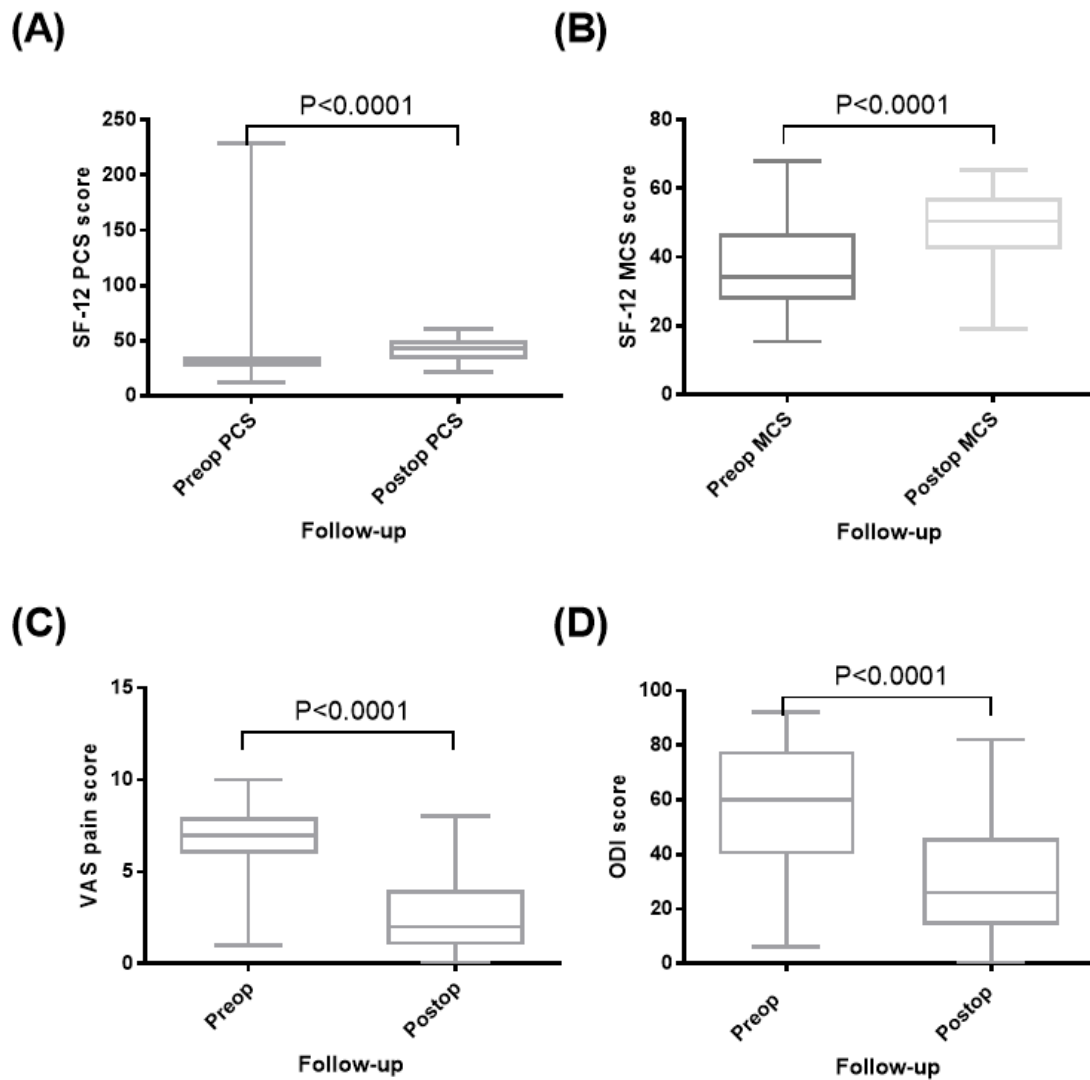 (A)
P<0.0001
SF-12 PCS score
250
200
150
100
50
0
Preop PCS
Postop PCS
Follow-up
(B)
P<0.0001
SF-12 MCS score
80
60
40
20
0
Preop MCS
Postop MCS
Follow-up
(C)
P<0.0001
VAS pain score
15
10
5
0
Preop
Postop
Follow-up
(D)
P<0.0001
ODI score
100
80
60
40
20
0
Preop
Postop
Follow-up